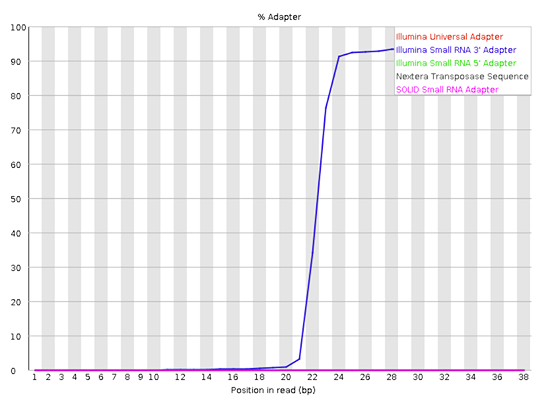 % Adapter
100
90
80
70
60
50
40
30
20
10
0
Illumina Universal Adapter
Illumina Small RNA 3' Adapter
Illumina Small RNA 5' Adapter
Nextera Transposase Sequence
SOLID Small RNA Adapter
1 2 3 4 5 6 7 8 9 10 12 14 16 18 20 22 24 26 28 30 32 34 36 38
Position in read (bp)